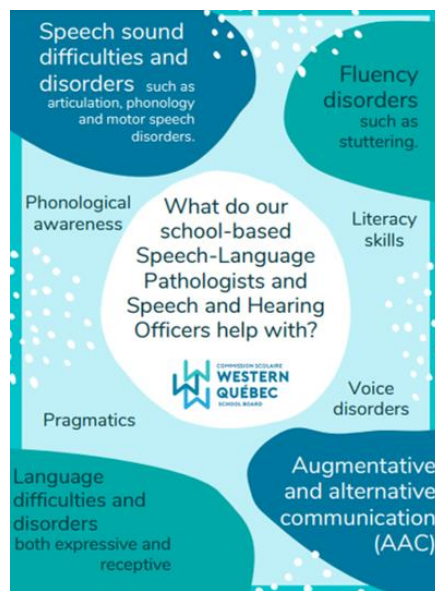 Speech sound
difficulties and
disorders such as
articulation, phonology
and motor speech
disorders.
Fluency
disorders
such as
stuttering.
Phonological
awareness
What do our
school-based
Speech-Language
Pathologists and
Speech and Hearing
Officers help with?
Literacy
skills
COMMISSION SCOLAIRE
WESTERN
QUÉBEC
SCHOOL BOARD
Pragmatics
Voice
disorders
Language
difficulties and
disorders
both expressive and
receptive
Augmentative
and alternative
communication
(AAC)